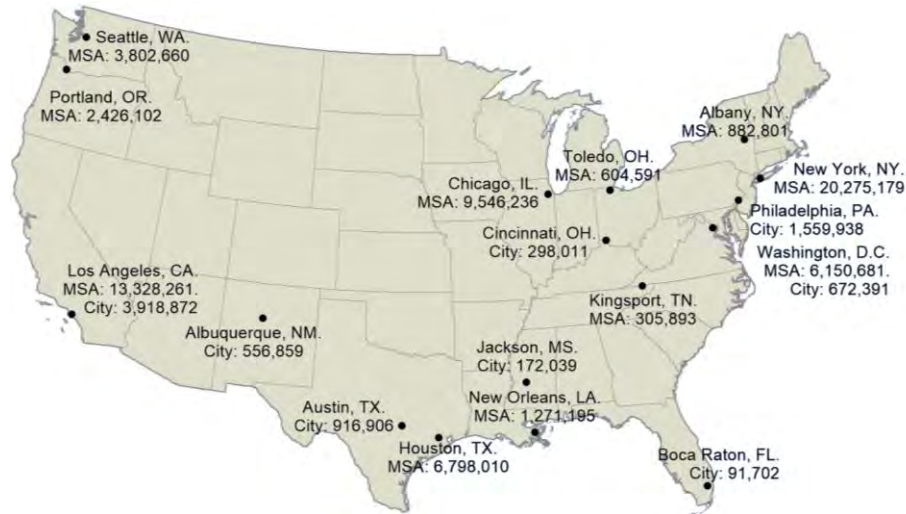 Seattle, WA.
MSA: 3,802,660
Portland, OR.
MSA: 2,426,102
Albany, NY.
MSA: 882,801
Toledo, OH.
MSA: 604,591
New York, NY.
MSA: 20,275,179
Chicago, IL.
MSA: 9,546,236
Philadelphia, PA.
City: 1,559,938
Cincinnati, OH.
City: 298,011
Washington, D.C.
MSA: 6,150,681.
City: 672,391
Los Angeles, CA.
MSA: 13,328,261.
City: 3,918,872
Kingsport, TN.
MSA: 305,893
Albuquerque, NM.
City: 556,859
Jackson, MS.
City: 172,039
New Orleans, LA.
MSA: 1,271,195
Austin, TX.
City: 916,906
Houston, TX.
MSA: 6,798,010
Boca Raton, FL.
City: 91,702